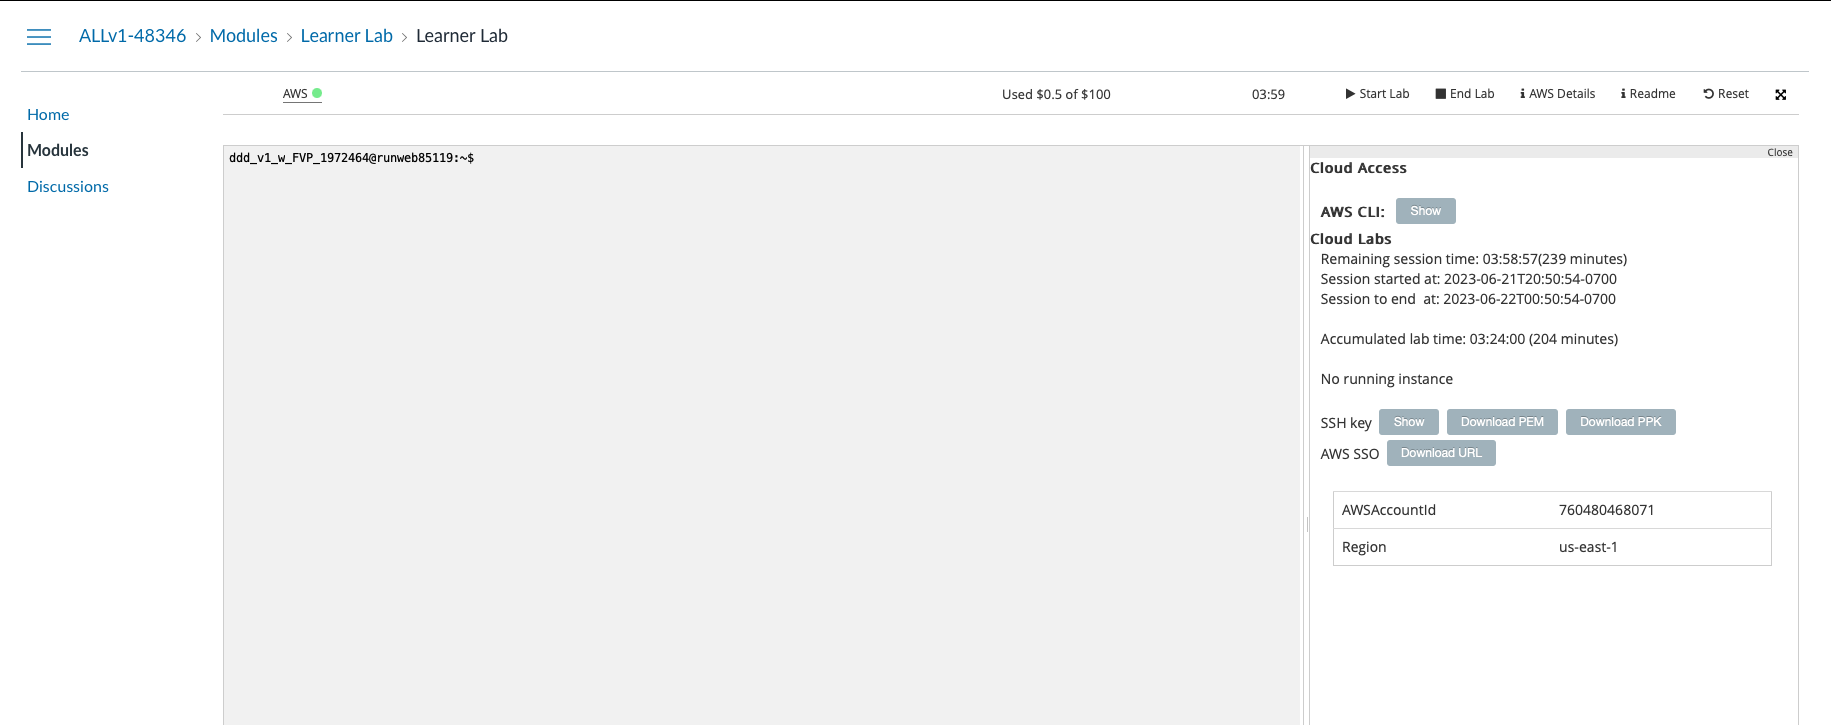 ALLv1-48346 > Modules > Learner Lab > Learner Lab
AWS Used $0.5 of $100 03:59 Start Lab End Lab AWS Details Readme Reset
Home
Modules
Discussions
ddd_v1_w_FVP_1972464@runweb85119:~$
Close
Cloud Access
AWS CLI: Show
Cloud Labs
Remaining session time: 03:58:57(239 minutes)
Session started at: 2023-06-21T20:50:54-0700
Session to end at: 2023-06-22T00:50:54-0700
Accumulated lab time: 03:24:00 (204 minutes)
No running instance
SSH key Show Download PEM Download PPK
AWS SSO Download URL
AWSAccountId 760480468071
Region us-east-1